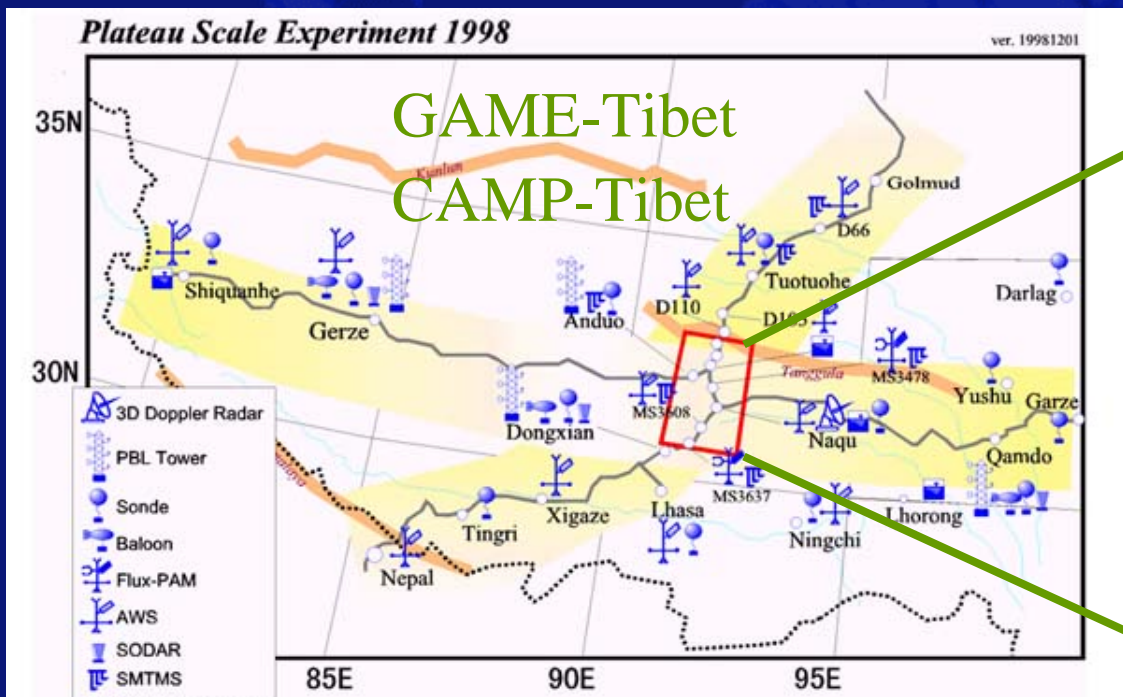 Plateau Scale Experiment 1998
ver. 19981201
GAME-Tibet
CAMP-Tibet
35N
30N
Kunlun
Golmud
D66
Tuotuohe
Shiquanhe
Gerze
Anduo
D110
D105
Darlag
Tanggula
MS3478
MS3608
Yushu
Garze
Dongxian
Naqu
Qamdo
MS3637
Tingri
Xigaze
Lhasa
Ningchi
Lhorong
Nepal
3D Doppler Radar
PBL Tower
Sonde
Baloon
Flux-PAM
AWS
SODAR
SMTMS
85E
90E
95E